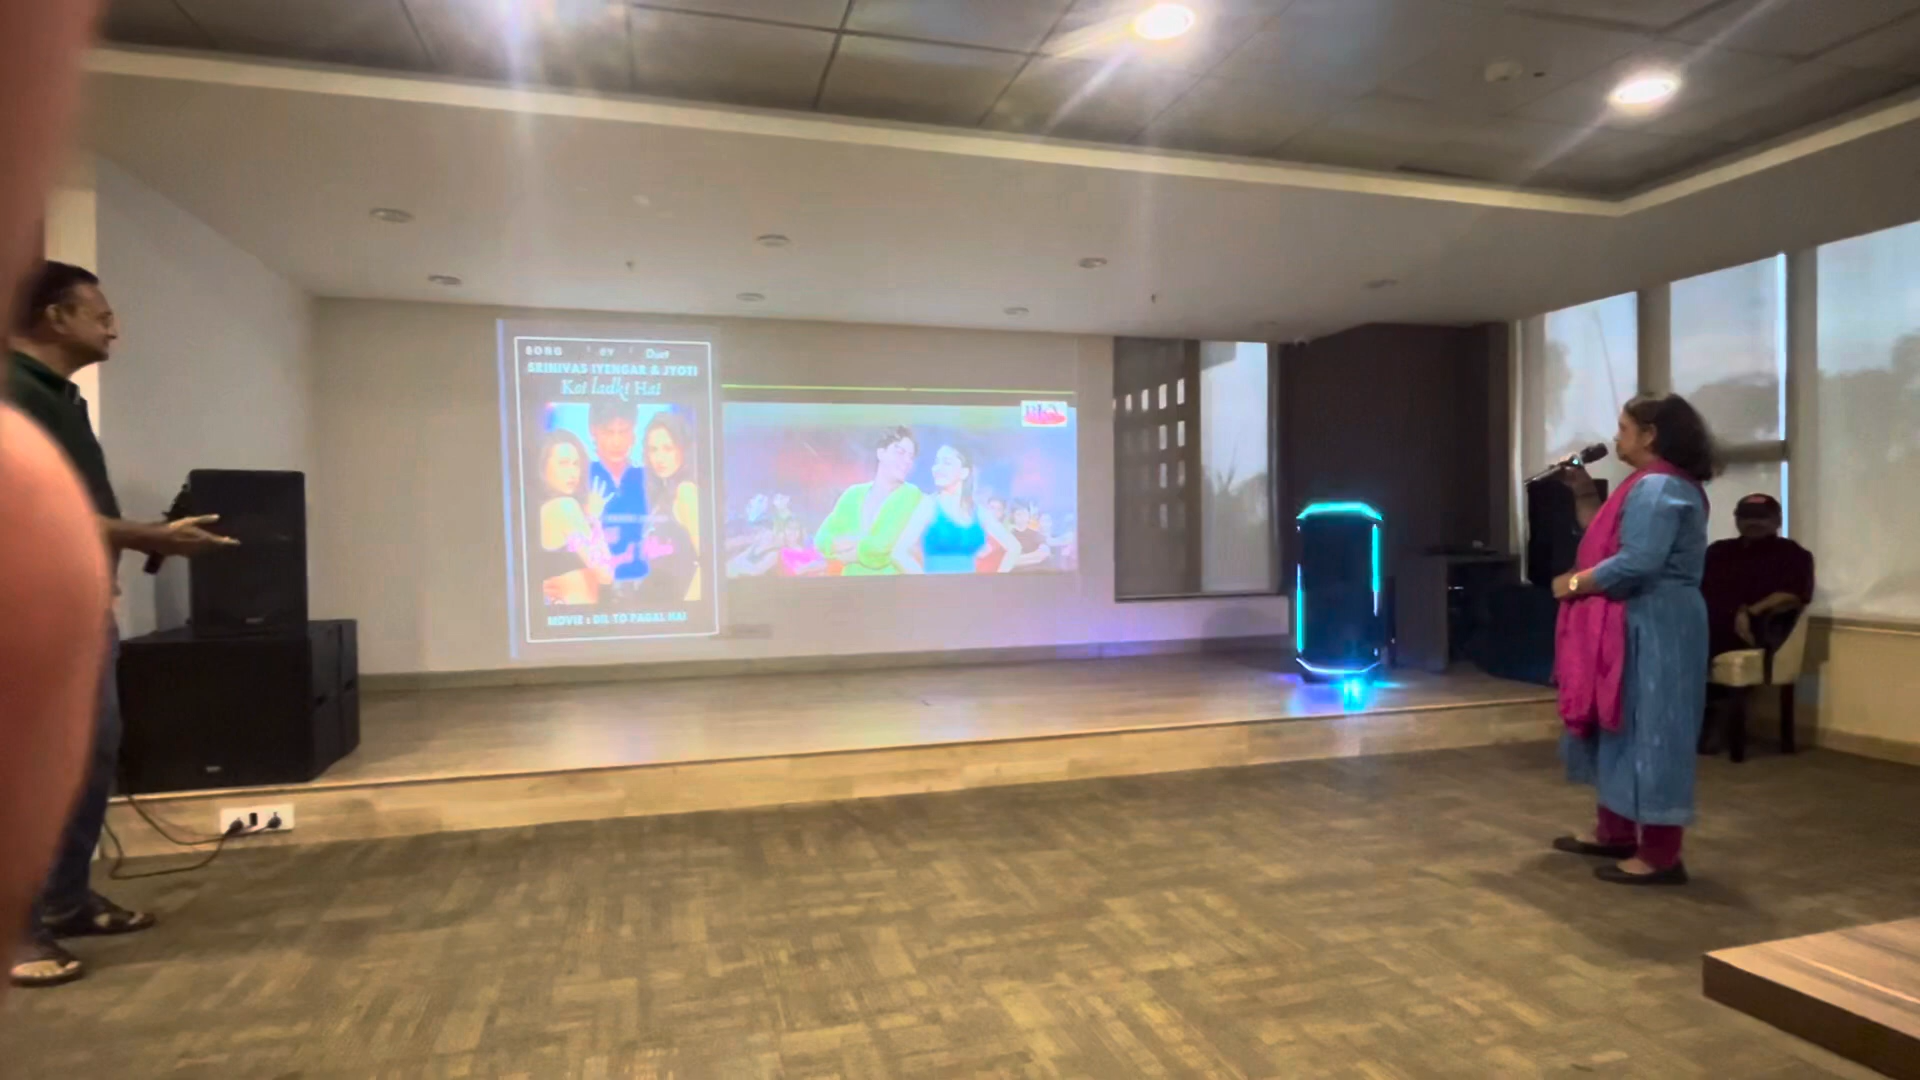 SONG BY Duet
SRINIVAS IYENGAR & JYOTI
Koi ladki Hai
MOVIE : DIL TO PAGAL HAI